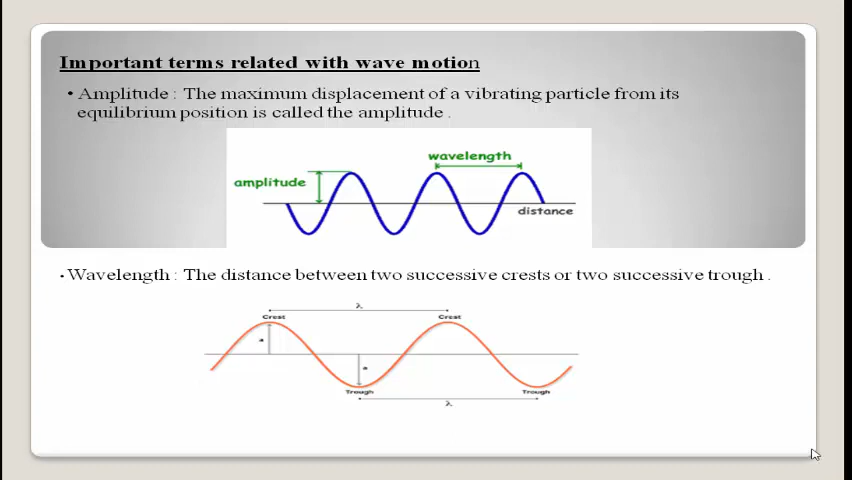 Important terms related with wave motion
• Amplitude : The maximum displacement of a vibrating particle from its
equilibrium position is called the amplitude .
wavelength
amplitude
distance
• Wavelength : The distance between two successive crests or two successive trough .
λ
Crest Crest
a
a
Trough Trough
λ